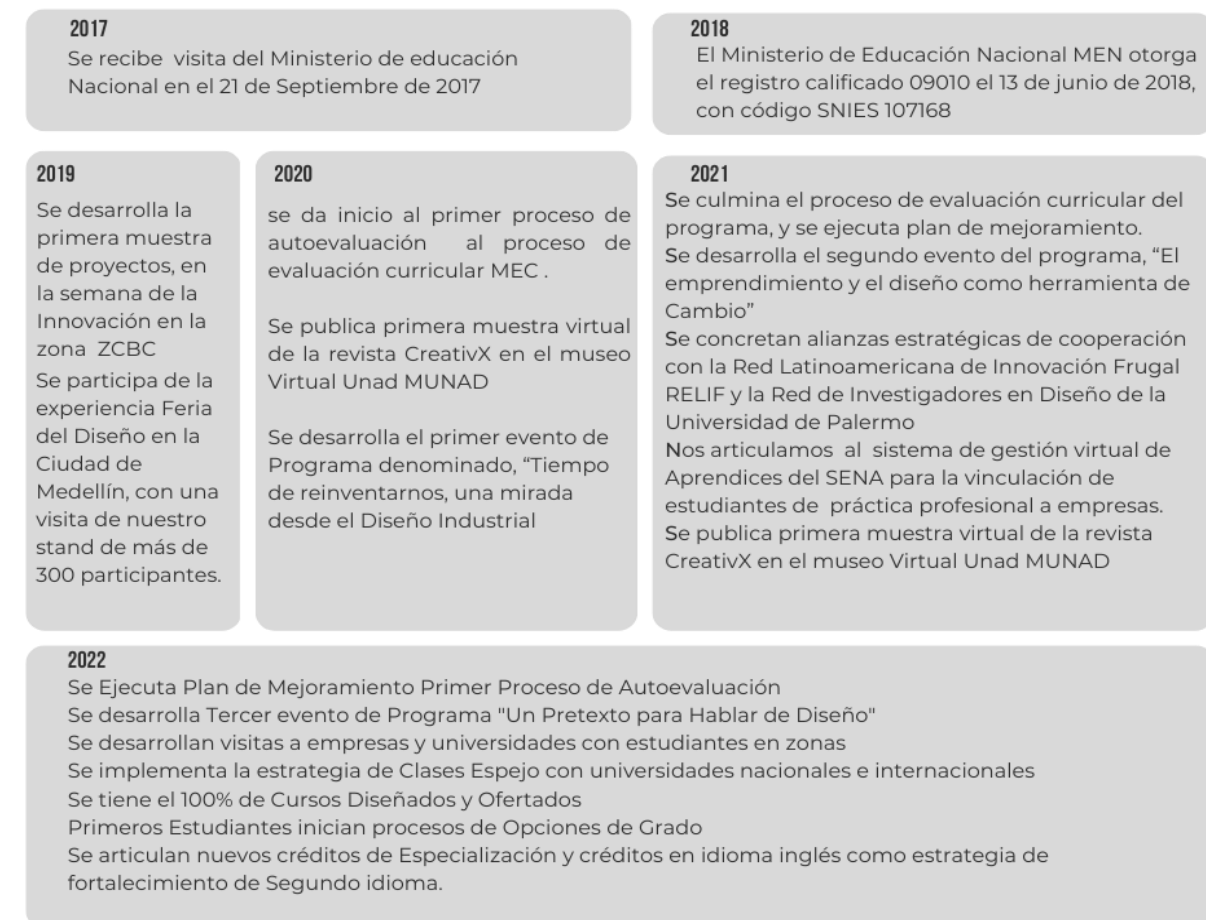 2017
Se recibe visita del Ministerio de educación
Nacional en el 21 de Septiembre de 2017
2018
El Ministerio de Educación Nacional MEN otorga
el registro calificado 09010 el 13 de junio de 2018,
con código SNIES 107168
2019
Se desarrolla la
primera muestra
de proyectos, en
la semana de la
Innovación en la
zona ZCBC
Se participa de la
experiencia Feria
del Diseño en la
Ciudad de
Medellín, con una
visita de nuestro
stand de más de
300 participantes.
2020
se da inicio al primer proceso de
autoevaluación al proceso de
evaluación curricular MEC .
Se publica primera muestra virtual
de la revista CreativX en el museo
Virtual Unad MUNAD
Se desarrolla el primer evento de
Programa denominado, “Tiempo
de reinventarnos, una mirada
desde el Diseño Industrial
2021
Se culmina el proceso de evaluación curricular del
programa, y se ejecuta plan de mejoramiento.
Se desarrolla el segundo evento del programa, “El
emprendimiento y el diseño como herramienta de
Cambio”
Se concretan alianzas estratégicas de cooperación
con la Red Latinoamericana de Innovación Frugal
RELIF y la Red de Investigadores en Diseño de la
Universidad de Palermo
Nos articulamos al sistema de gestión virtual de
Aprendices del SENA para la vinculación de
estudiantes de práctica profesional a empresas.
Se publica primera muestra virtual de la revista
CreativX en el museo Virtual Unad MUNAD
2022
Se Ejecuta Plan de Mejoramiento Primer Proceso de Autoevaluación
Se desarrolla Tercer evento de Programa "Un Pretexto para Hablar de Diseño"
Se desarrollan visitas a empresas y universidades con estudiantes en zonas
Se implementa la estrategia de Clases Espejo con universidades nacionales e internacionales
Se tiene el 100% de Cursos Diseñados y Ofertados
Primeros Estudiantes inician procesos de Opciones de Grado
Se articulan nuevos créditos de Especialización y créditos en idioma inglés como estrategia de
fortalecimiento de Segundo idioma.